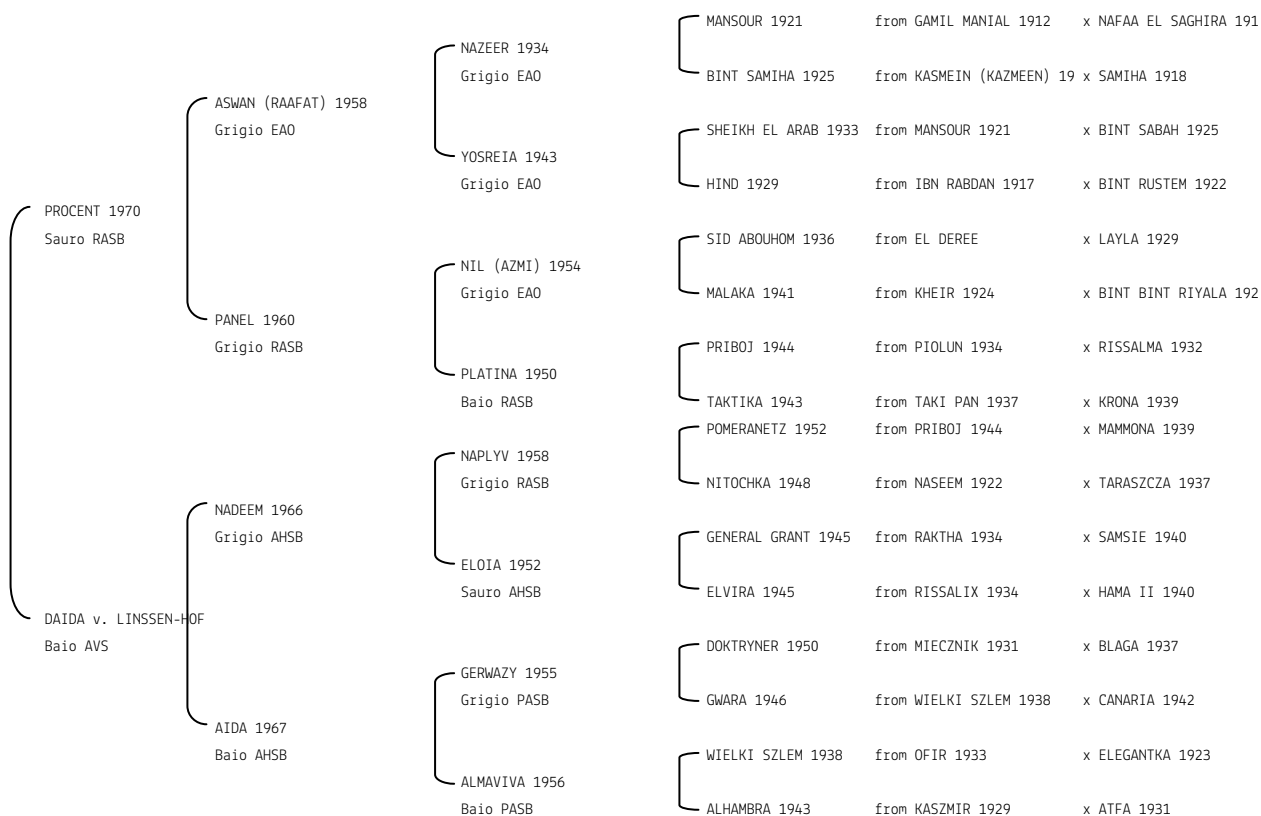 MANSOUR 1921 from GAMIL MANIAL 1912 x NAFAA EL SAGHIRA 191
NAZEER 1934
Grigio EAO BINT SAMIHA 1925 from KASMEIN (KAZMEEN) 19 x SAMIHA 1918
ASWAN (RAAFAT) 1958
Grigio EAO SHEIKH EL ARAB 1933 from MANSOUR 1921 x BINT SABAH 1925
YOSREIA 1943
Grigio EAO HIND 1929 from IBN RABDAN 1917 x BINT RUSTEM 1922
PROCENT 1970
Sauro RASB SID ABOUHOM 1936 from EL DEREE x LAYLA 1929
NIL (AZMI) 1954
Grigio EAO MALAKA 1941 from KHEIR 1924 x BINT BINT RIYALA 192
PANEL 1960
Grigio RASB PRIBOJ 1944 from PIOLUN 1934 x RISSALMA 1932
PLATINA 1950
Baio RASB TAKTIKA 1943 from TAKI PAN 1937 x KRONA 1939
POMERANETZ 1952 from PRIBOJ 1944 x MAMMONA 1939
NAPLYV 1958
Grigio RASB NITOCHKA 1948 from NASEEM 1922 x TARASZCZA 1937
NADEEM 1966
Grigio AHSB GENERAL GRANT 1945 from RAKTHA 1934 x SAMSIE 1940
ELOIA 1952
Sauro AHSB ELVIRA 1945 from RISSALIX 1934 x HAMA II 1940
DAIDA v. LINSSEN-HOF
Baio AVS DOKTRYNER 1950 from MIECZNIK 1931 x BLAGA 1937
GERWAZY 1955
Grigio PASB GWARA 1946 from WIELKI SZLEM 1938 x CANARIA 1942
AIDA 1967
Baio AHSB WIELKI SZLEM 1938 from OFIR 1933 x ELEGANTKA 1923
ALMAVIVA 1956
Baio PASB ALHAMBRA 1943 from KASZMIR 1929 x ATFA 1931